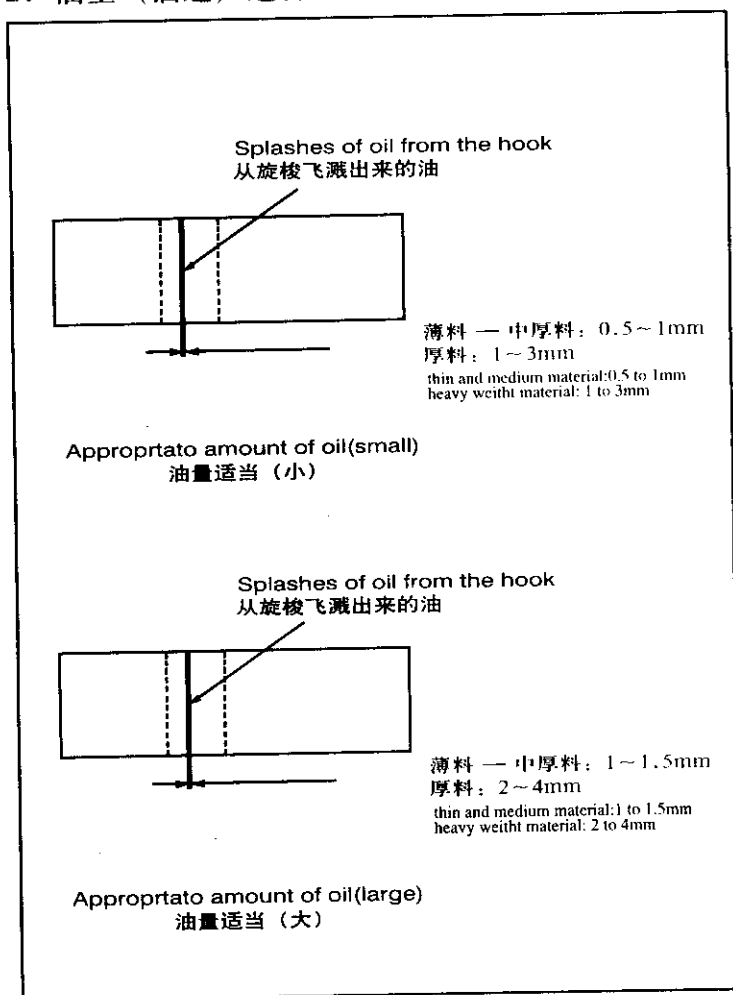 Splashes of oil from the hook
从旋梭飞溅出来的油
薄料 — 中厚料：0.5～1mm
厚料：1～3mm
thin and medium material:0.5 to 1mm
heavy weitht material: 1 to 3mm
Approprtato amount of oil(small)
油量适当（小）
Splashes of oil from the hook
从旋梭飞溅出来的油
薄料 — 中厚料：1～1.5mm
厚料：2～4mm
thin and medium material:1 to 1.5mm
heavy weitht material: 2 to 4mm
Approprtato amount of oil(large)
油量适当（大）